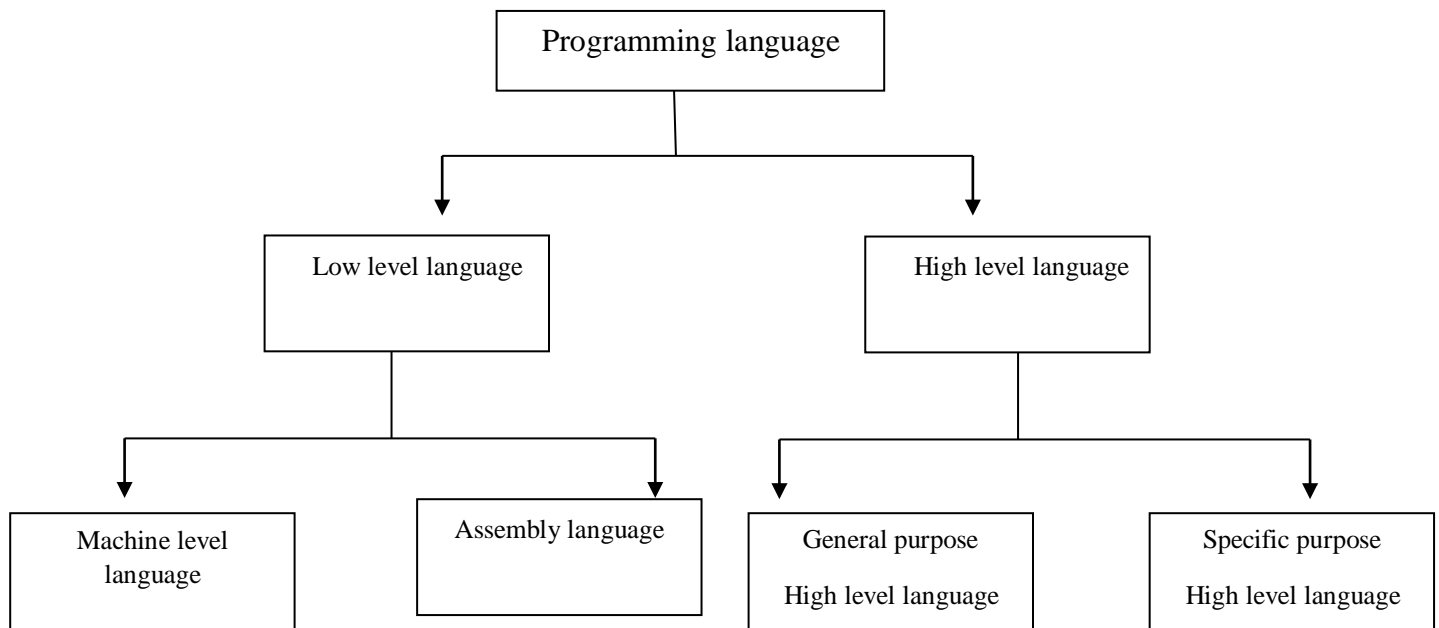 Programming language
Low level language
High level language
Machine level
language
Assembly language
General purpose
High level language
Specific purpose
High level language